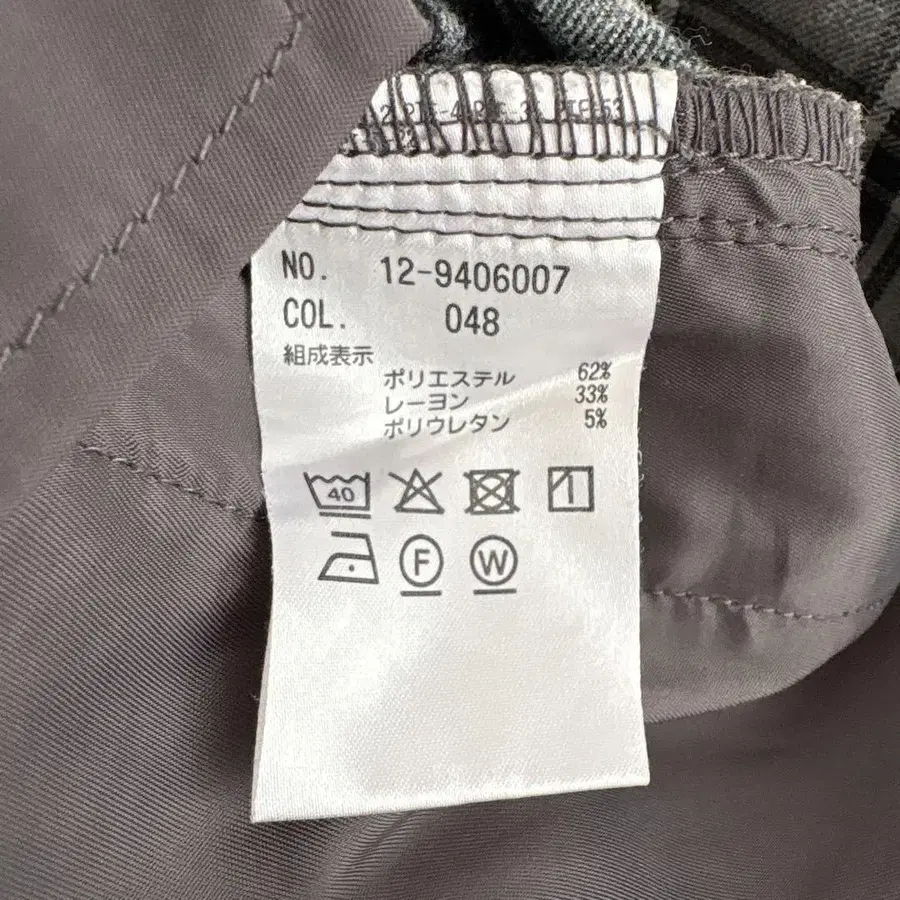 NO. 12-9406007
COL. 048
組成表示
ポリエステル 62%
レーヨン 33%
ポリウレタン 5%
40
F W